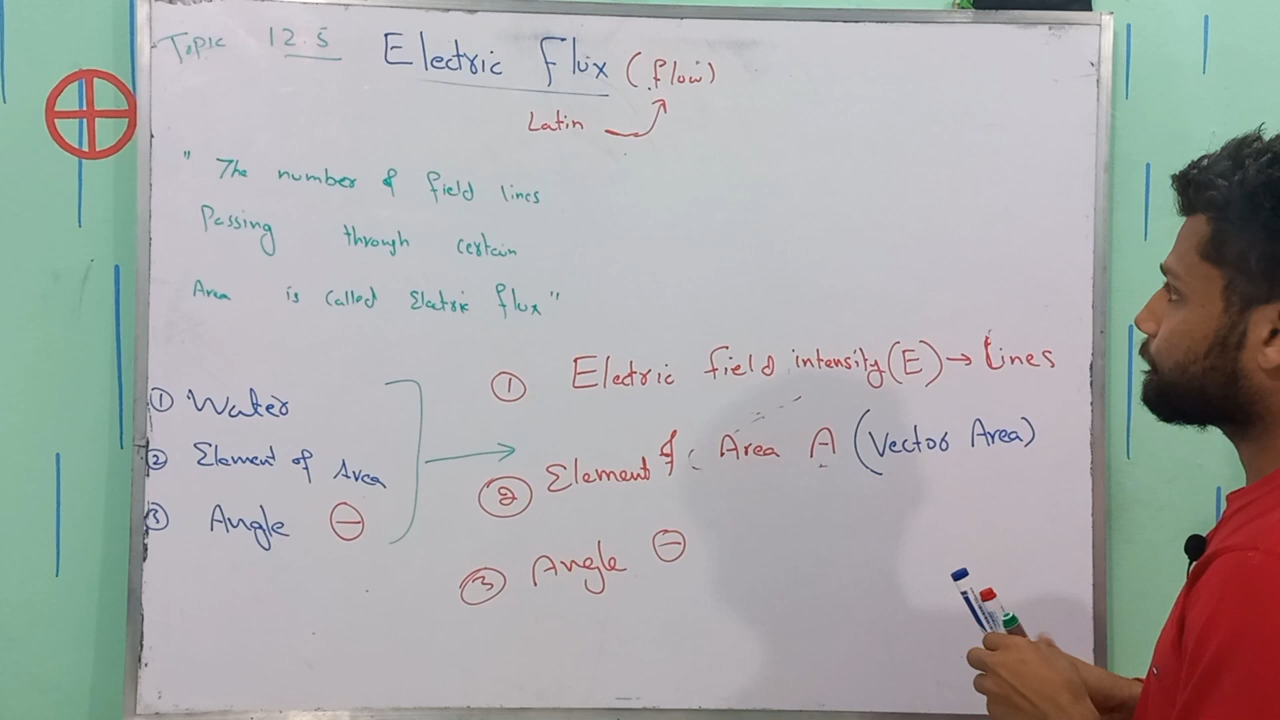 Topic 12.5 Electric Flux (flow)
Latin
" The number of field lines
Passing through certain
Area is called Electric flux "
① Water
② Element of Area
③ Angle θ
① Electric field intensity (E) → Lines
② Element of Area A (Vector Area)
③ Angle θ